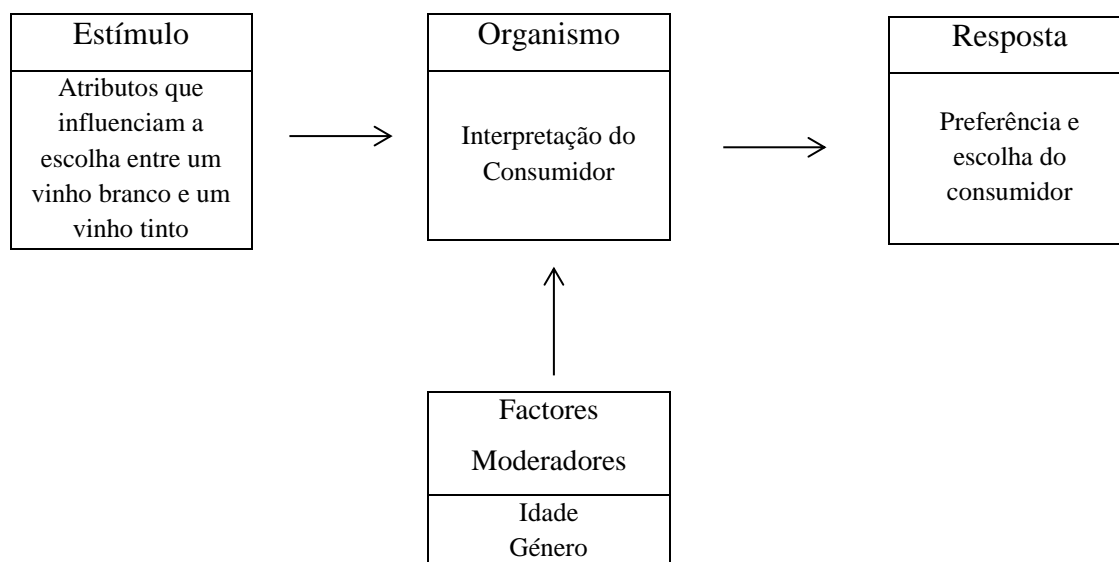 Estímulo
Atributos que
influenciam a
escolha entre um
vinho branco e um
vinho tinto
Organismo
Interpretação do
Consumidor
Resposta
Preferência e
escolha do
consumidor
Factores
Moderadores
Idade
Género